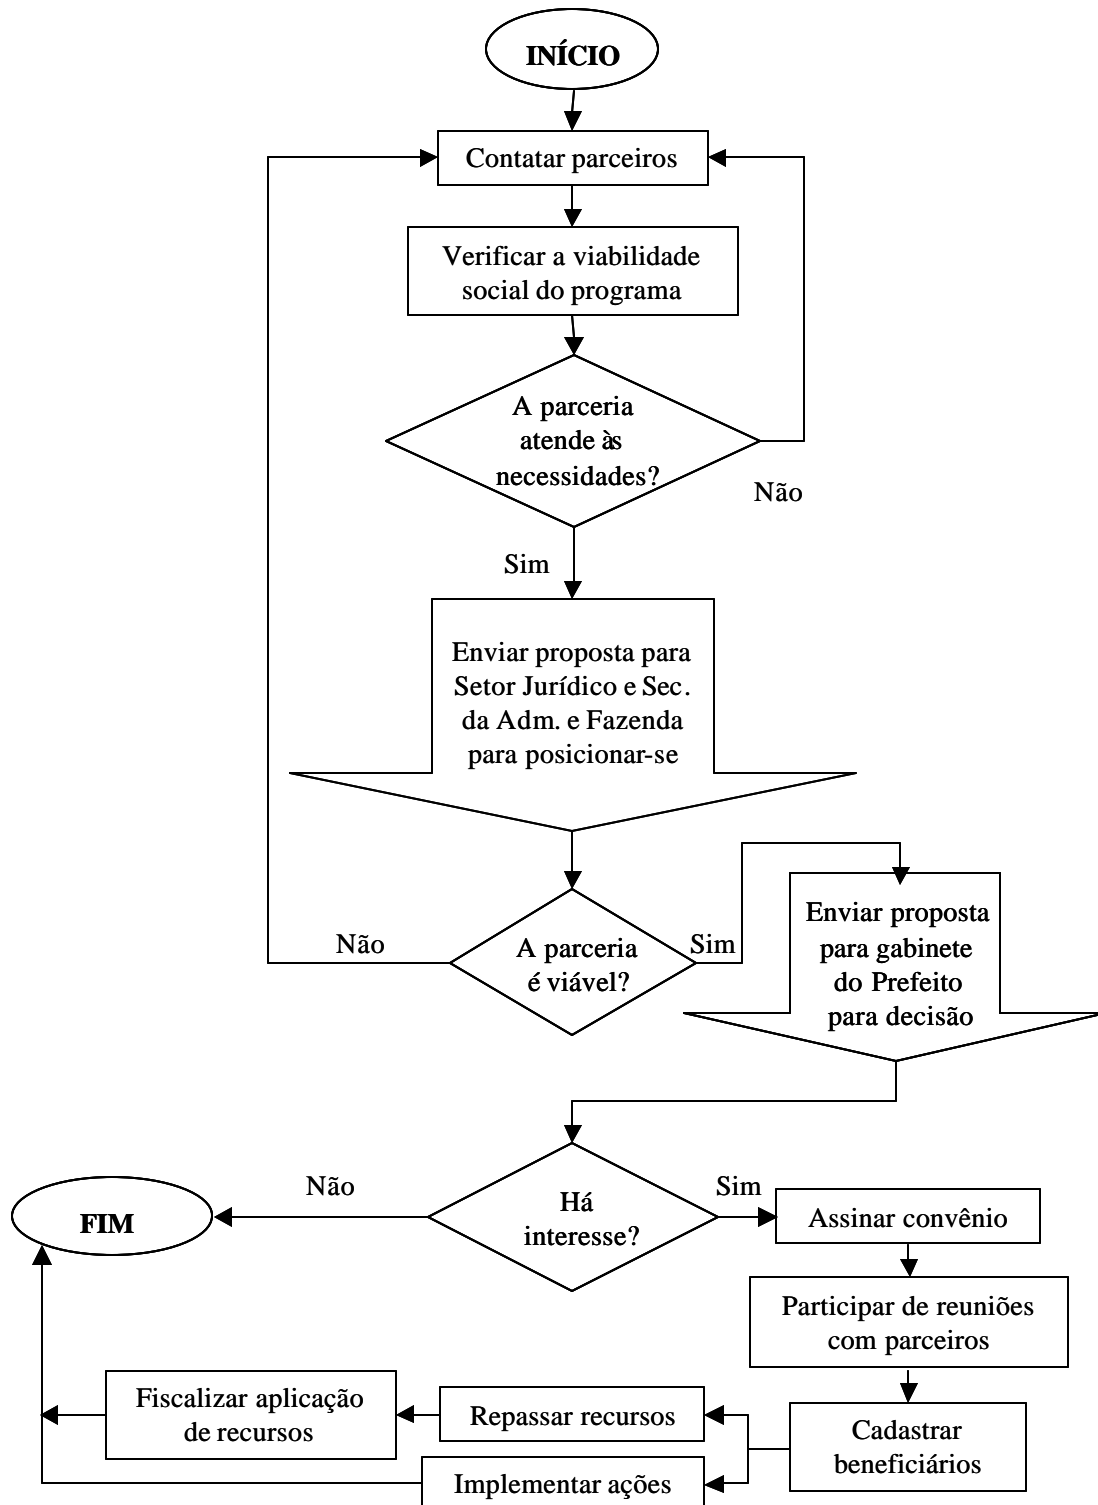 INÍCIO
Contatar parceiros
Verificar a viabilidade
social do programa
A parceria
atende às
necessidades?
Não
Sim
Enviar proposta para
Setor Jurídico e Sec.
da Adm. e Fazenda
para posicionar-se
Não
A parceria
é viável?
Sim
Enviar proposta
para gabinete
do Prefeito
para decisão
Não
Há
interesse?
Sim
FIM
Assinar convênio
Participar de reuniões
com parceiros
Fiscalizar aplicação
de recursos
Repassar recursos
Cadastrar
beneficiários
Implementar ações